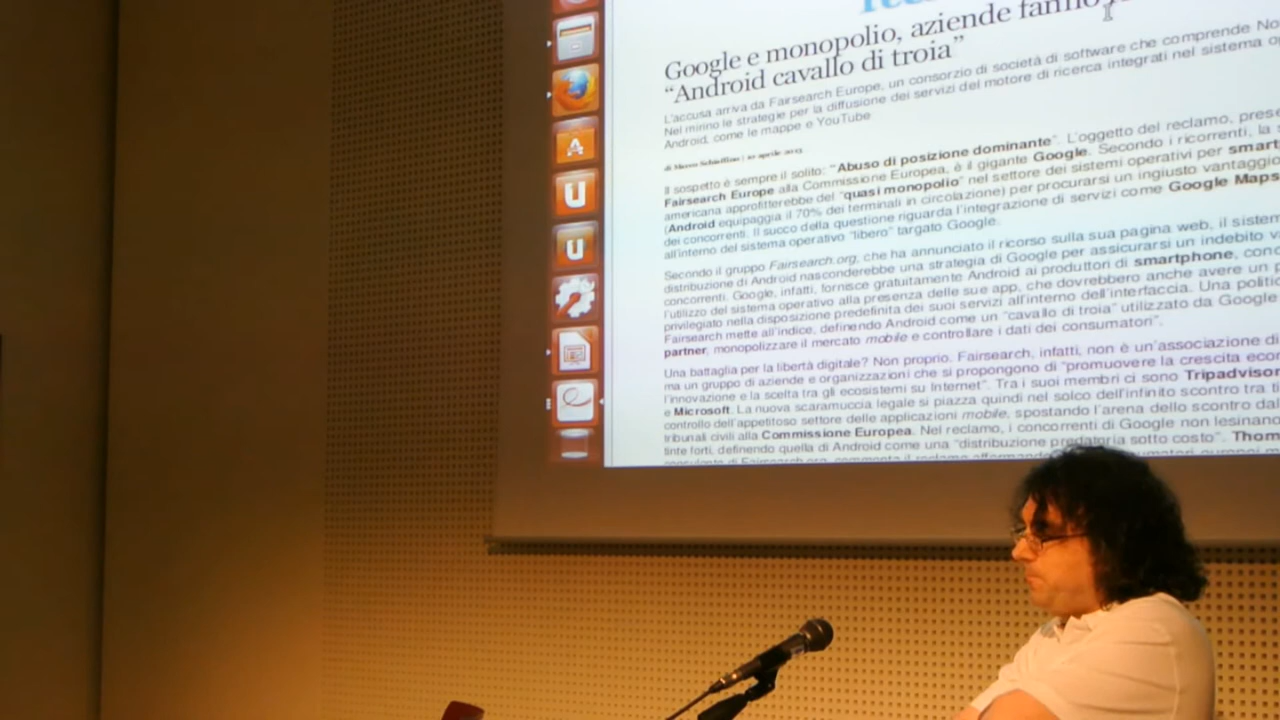 Google e monopolio, aziende fanno
“Android cavallo di troia”
L'accusa arriva da Fairsearch Europe, un consorzio di società di software che comprende No
Nel mirino le strategie per la diffusione dei servizi del motore di ricerca integrati nel sistema o
Android, come le mappe e YouTube
di Marco Schiaffino | 10 aprile 2013
Il sospetto è sempre il solito: "Abuso di posizione dominante". L'oggetto del reclamo, pres
Fairsearch Europe alla Commissione Europea, è il gigante Google. Secondo i ricorrenti, la
americana approfitterebbe del "quasi monopolio" nel settore dei sistemi operativi per smart
(Android equipaggia il 70% dei terminali in circolazione) per procurarsi un ingiusto vantaggio
dei concorrenti. Il succo della questione riguarda l'integrazione di servizi come Google Maps
all'interno del sistema operativo "libero" targato Google.
Secondo il gruppo Fairsearch.org, che ha annunciato il ricorso sulla sua pagina web, il sistem
distribuzione di Android nasconderebbe una strategia di Google per assicurarsi un indebito v
concorrenti. Google, infatti, fornisce gratuitamente Android ai produttori di smartphone, conc
l'utilizzo del sistema operativo alla presenza delle sue app, che dovrebbero anche avere un p
privilegiato nella disposizione predefinita dei suoi servizi all'interno dell'interfaccia. Una politic
Fairsearch mette all'indice, definendo Android come un "cavallo di troia" utilizzato da Google
partner, monopolizzare il mercato mobile e controllare i dati dei consumatori".
Una battaglia per la libertà digitale? Non proprio. Fairsearch, infatti, non è un'associazione di
ma un gruppo di aziende e organizzazioni che si propongono di "promuovere la crescita econ
l'innovazione e la scelta tra gli ecosistemi su Internet". Tra i suoi membri ci sono Tripadvisor
e Microsoft. La nuova scaramuccia legale si piazza quindi nel solco dell'infinito scontro tra ti
controllo dell'appetitoso settore delle applicazioni mobile, spostando l'arena dello scontro dal
tribunali civili alla Commissione Europea. Nel reclamo, i concorrenti di Google non lesinano
tinte forti, definendo quella di Android come una "distribuzione predatoria sotto costo". Thom